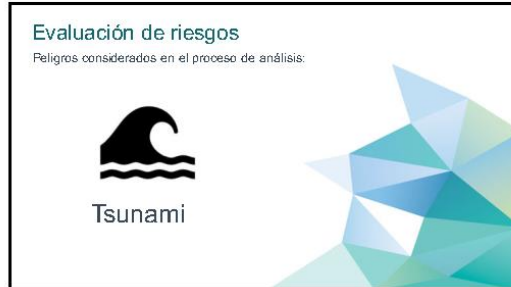 Evaluación de riesgos
Peligros considerados en el proceso de análisis:
Tsunami